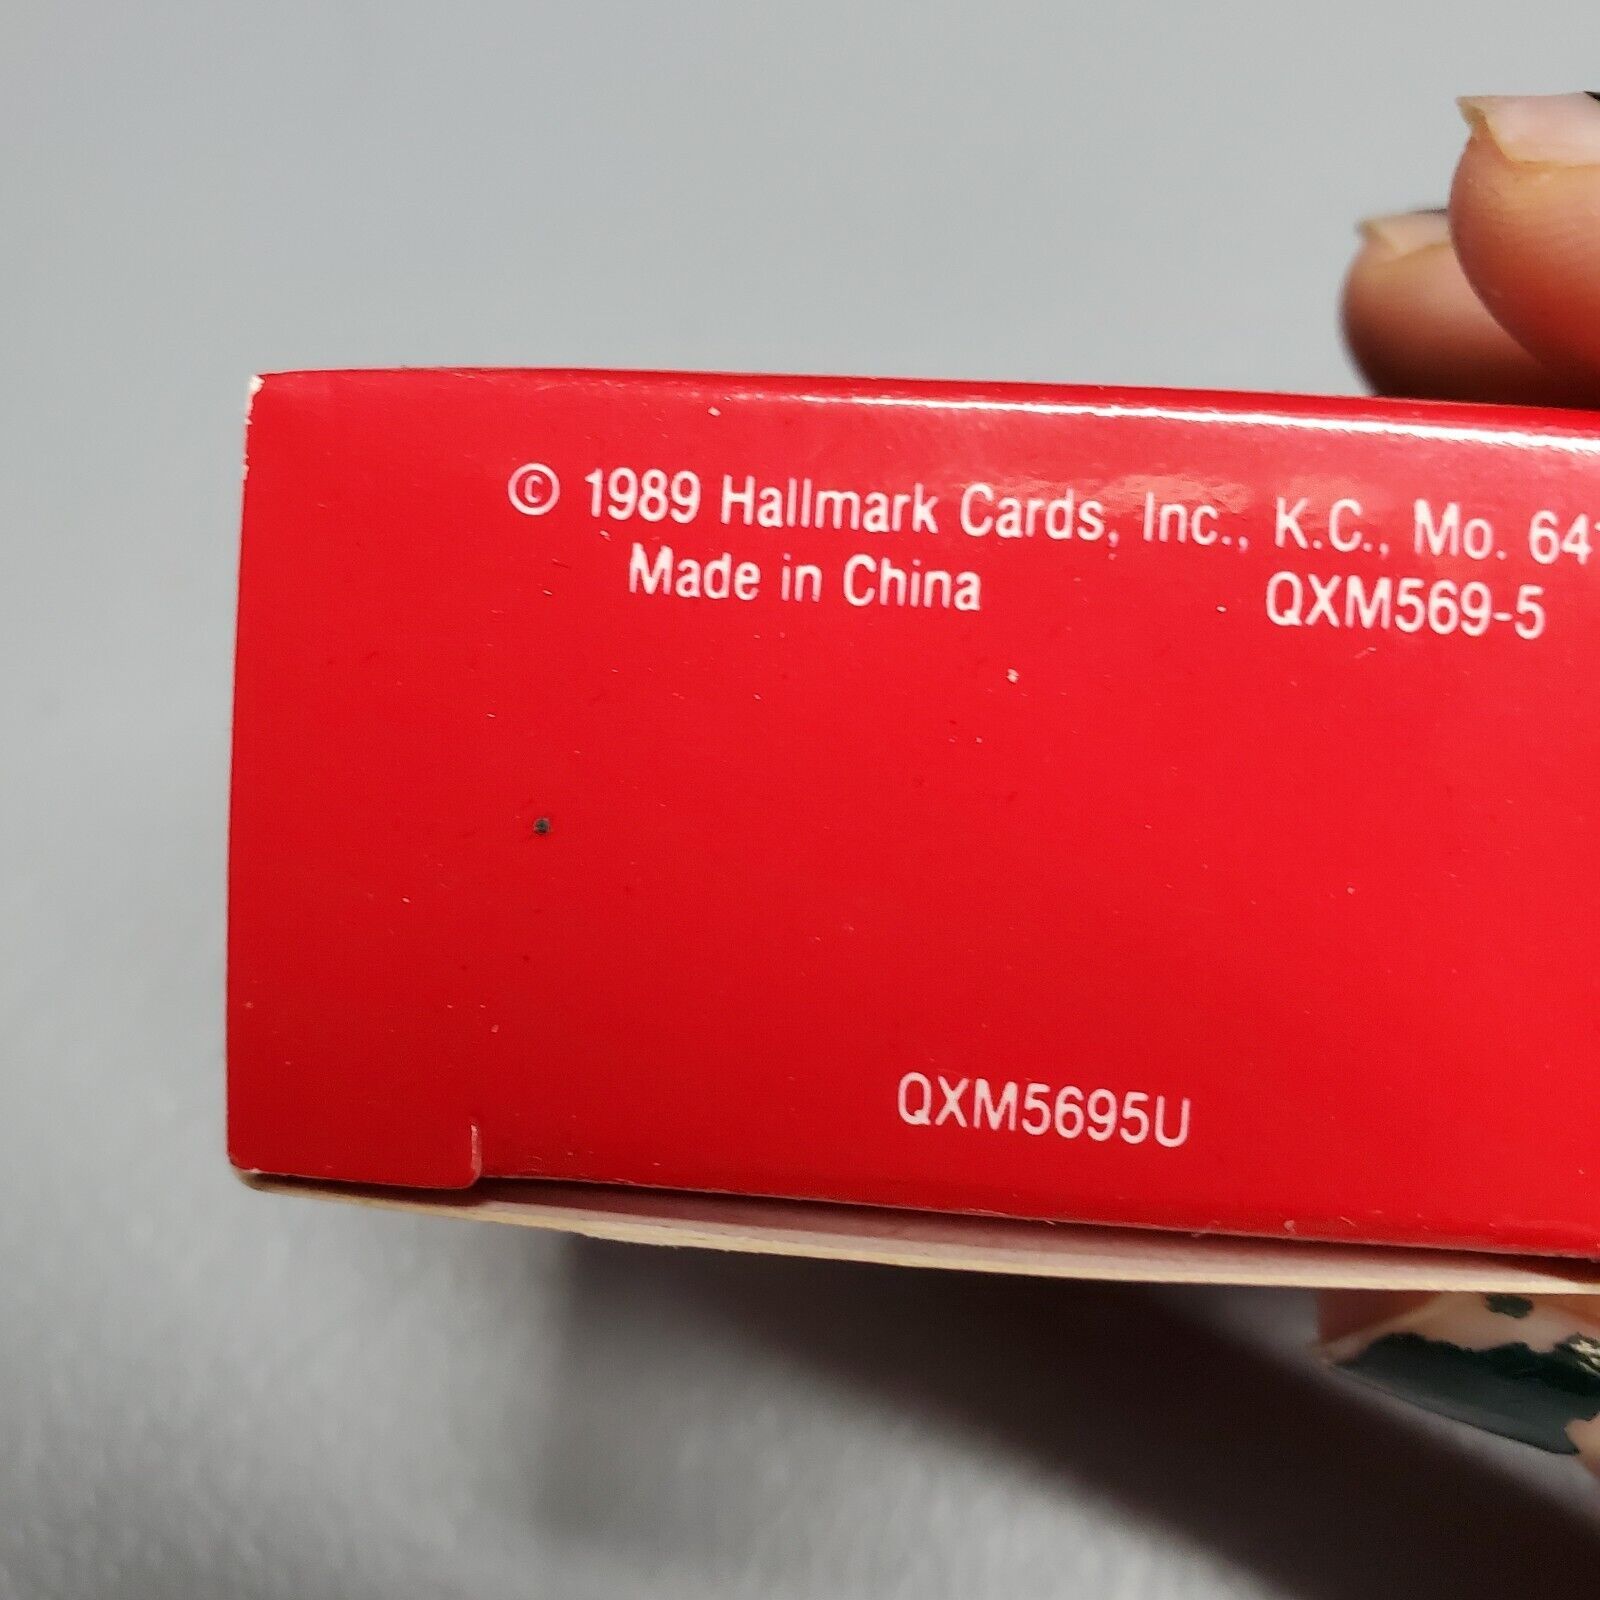 © 1989 Hallmark Cards, Inc., K.C., Mo.
Made in China QXM569-5
QXM5695U